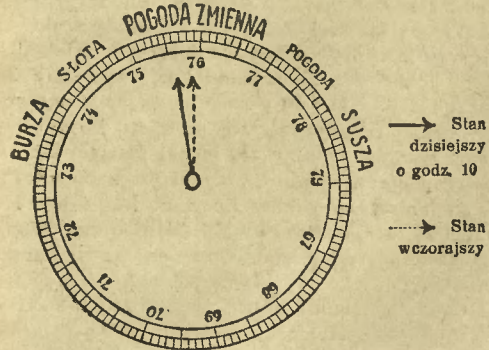 POGODA ZMIENNA
SŁOTA
POGODA
BURZA
SUSZA
73
74
75
76
77
78
79
67
68
69
70
71
72
Stan
dzisiejszy
o godz. 10
Stan
wczorajszy